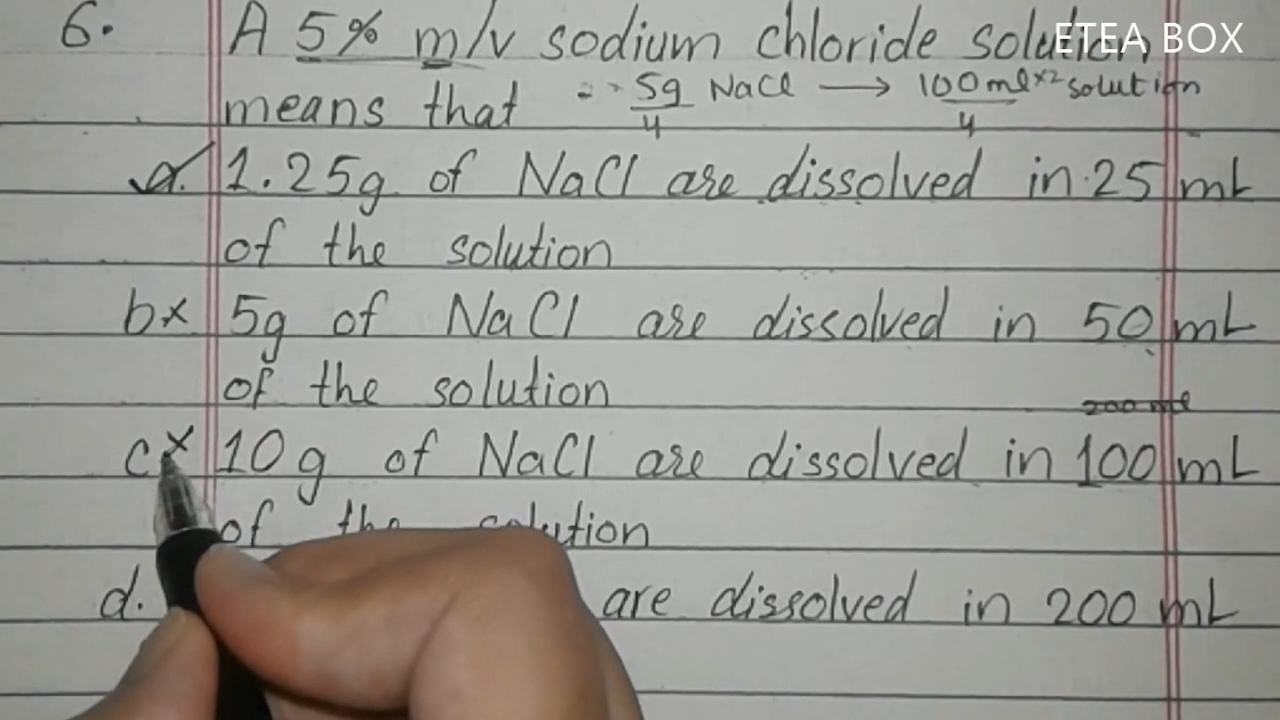 ETEA BOX
6. A 5% m/v sodium chloride solution
means that ∴ 5g/4 NaCl → 100ml/4 ×2 solution
a. 1.25g of NaCl are dissolved in 25 mL
of the solution
b× 5g of NaCl are dissolved in 50 mL
of the solution
200 ml
c× 10g of NaCl are dissolved in 100 mL
of the solution
d. are dissolved in 200 mL